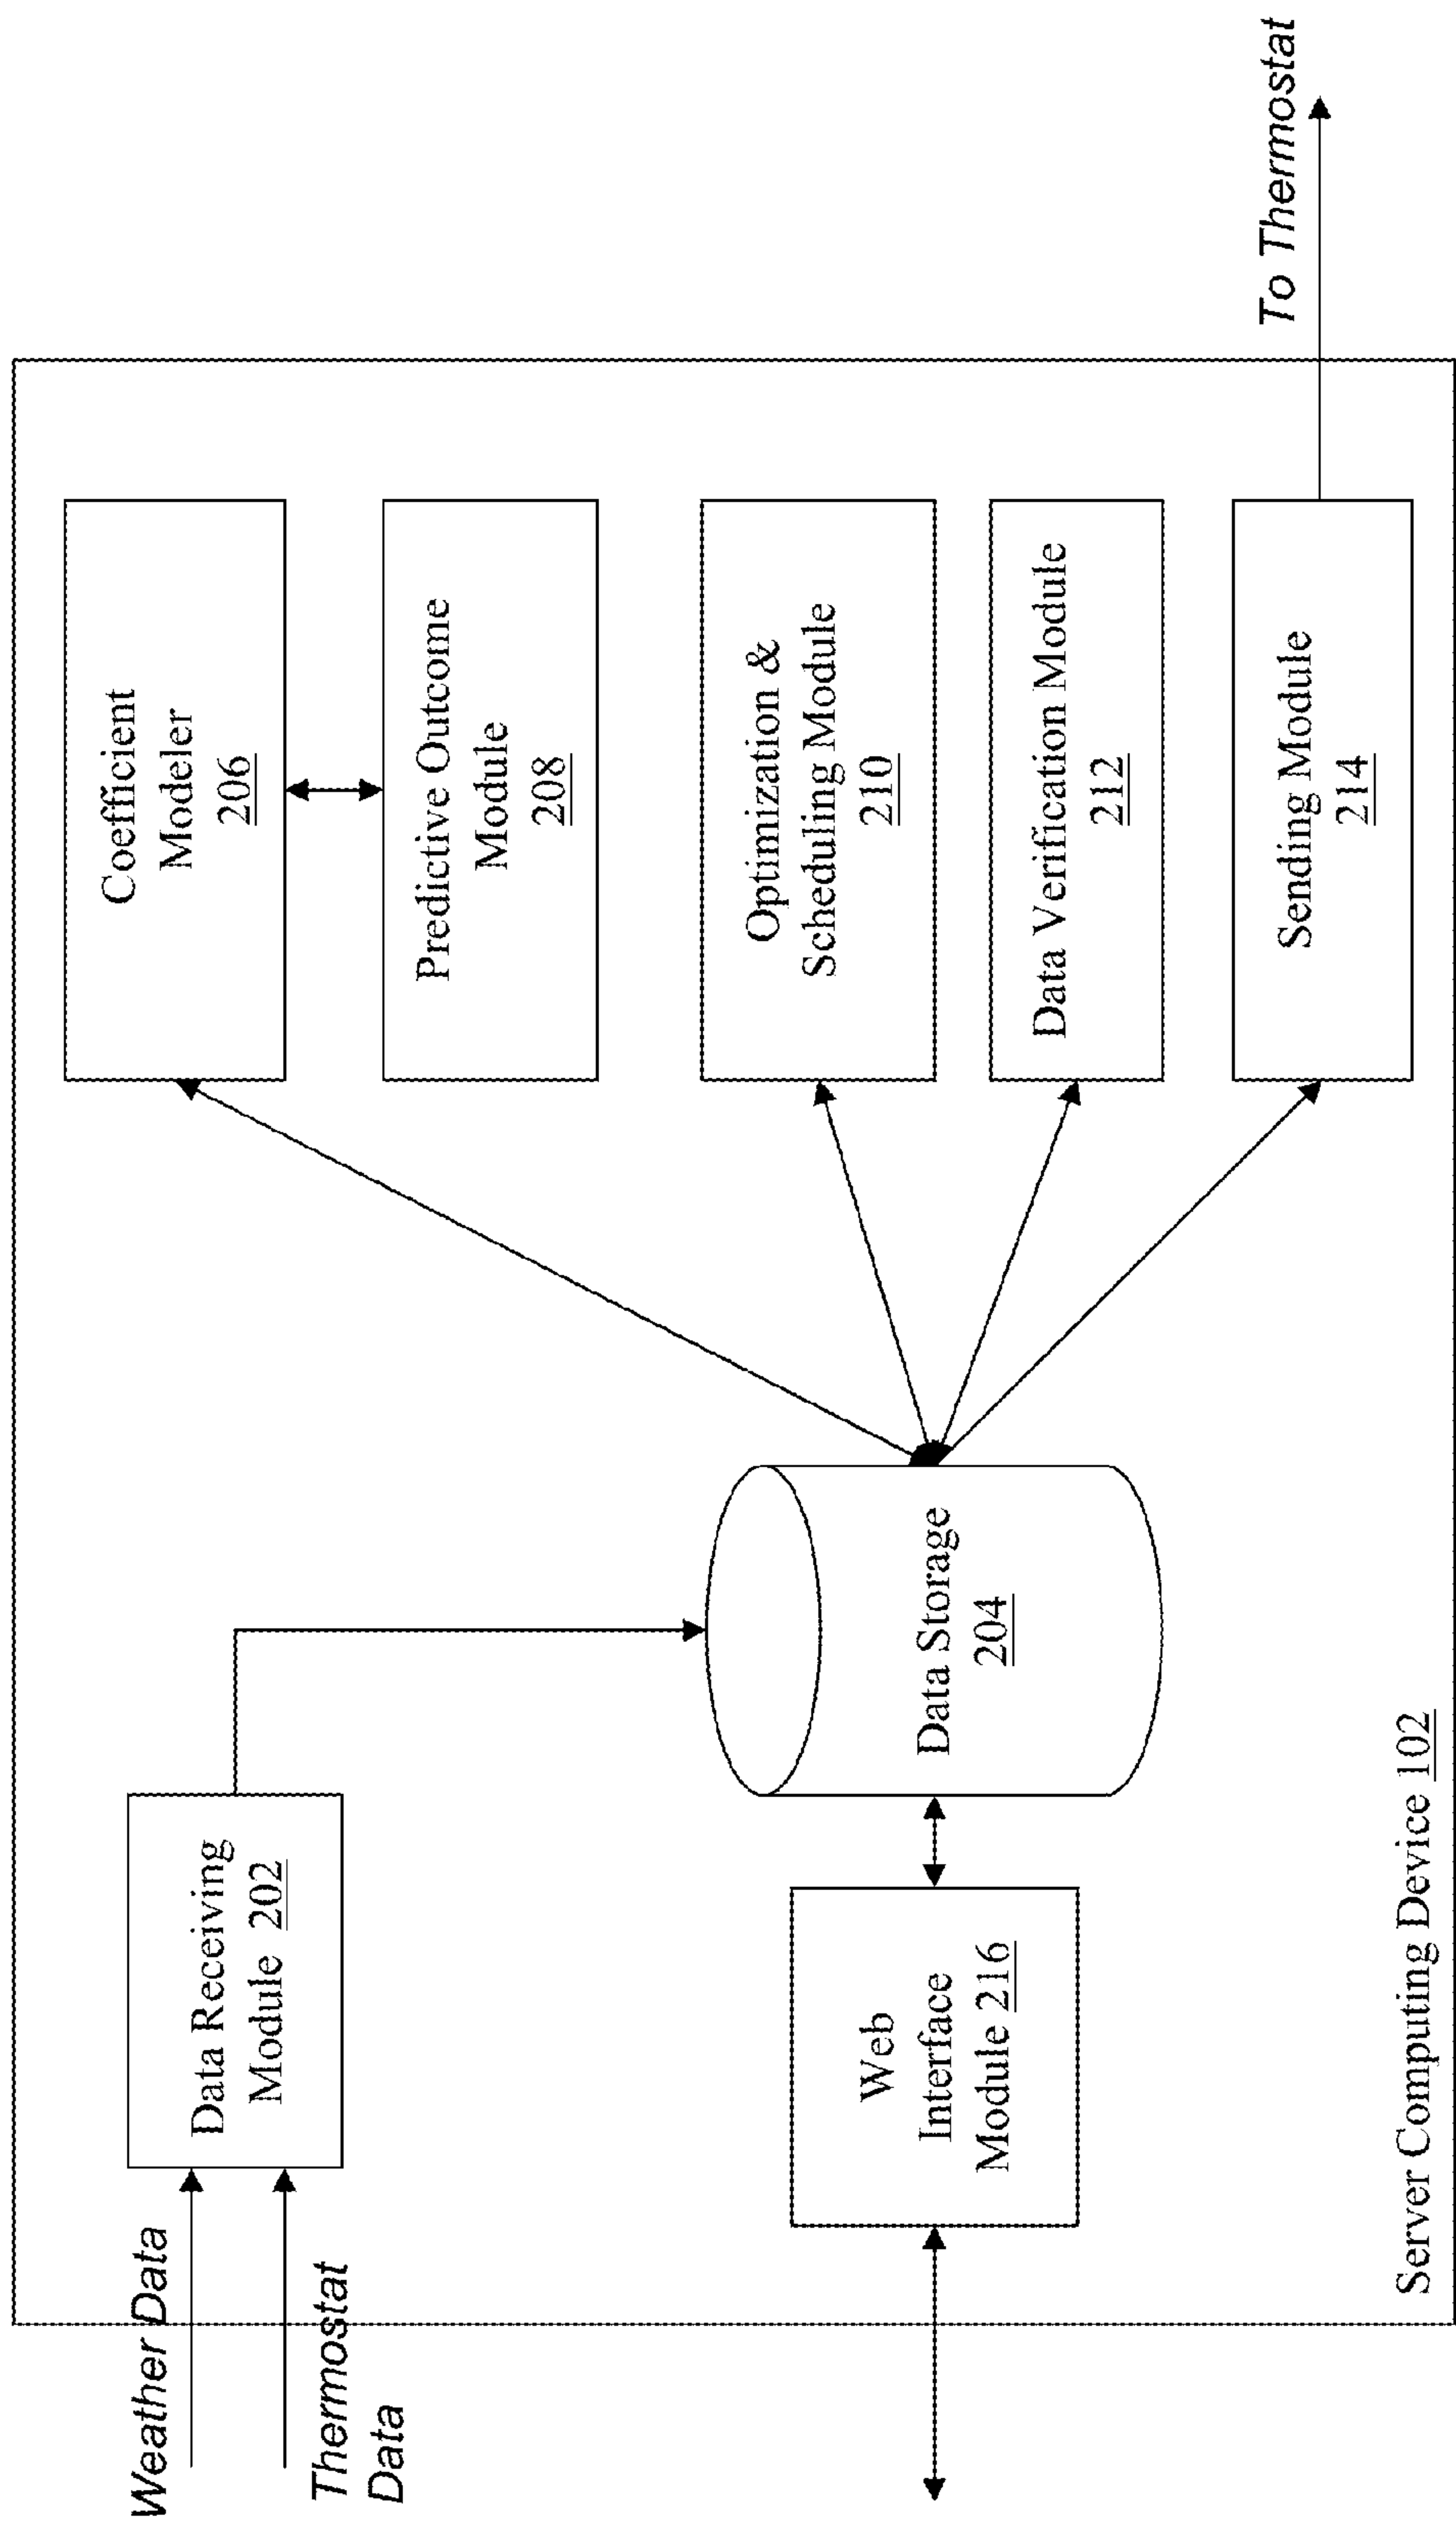 Weather Data
Thermostat
Data
Data Receiving
Module 202
Web
Interface
Module 216
Data Storage
204
Coefficient
Modeler
206
Predictive Outcome
Module
208
Optimization &
Scheduling Module
210
Data Verification Module
212
Sending Module
214
To Thermostat
Server Computing Device 102